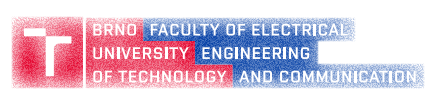 BRNO FACULTY OF ELECTRICAL
UNIVERSITY ENGINEERING
OF TECHNOLOGY AND COMMUNICATION